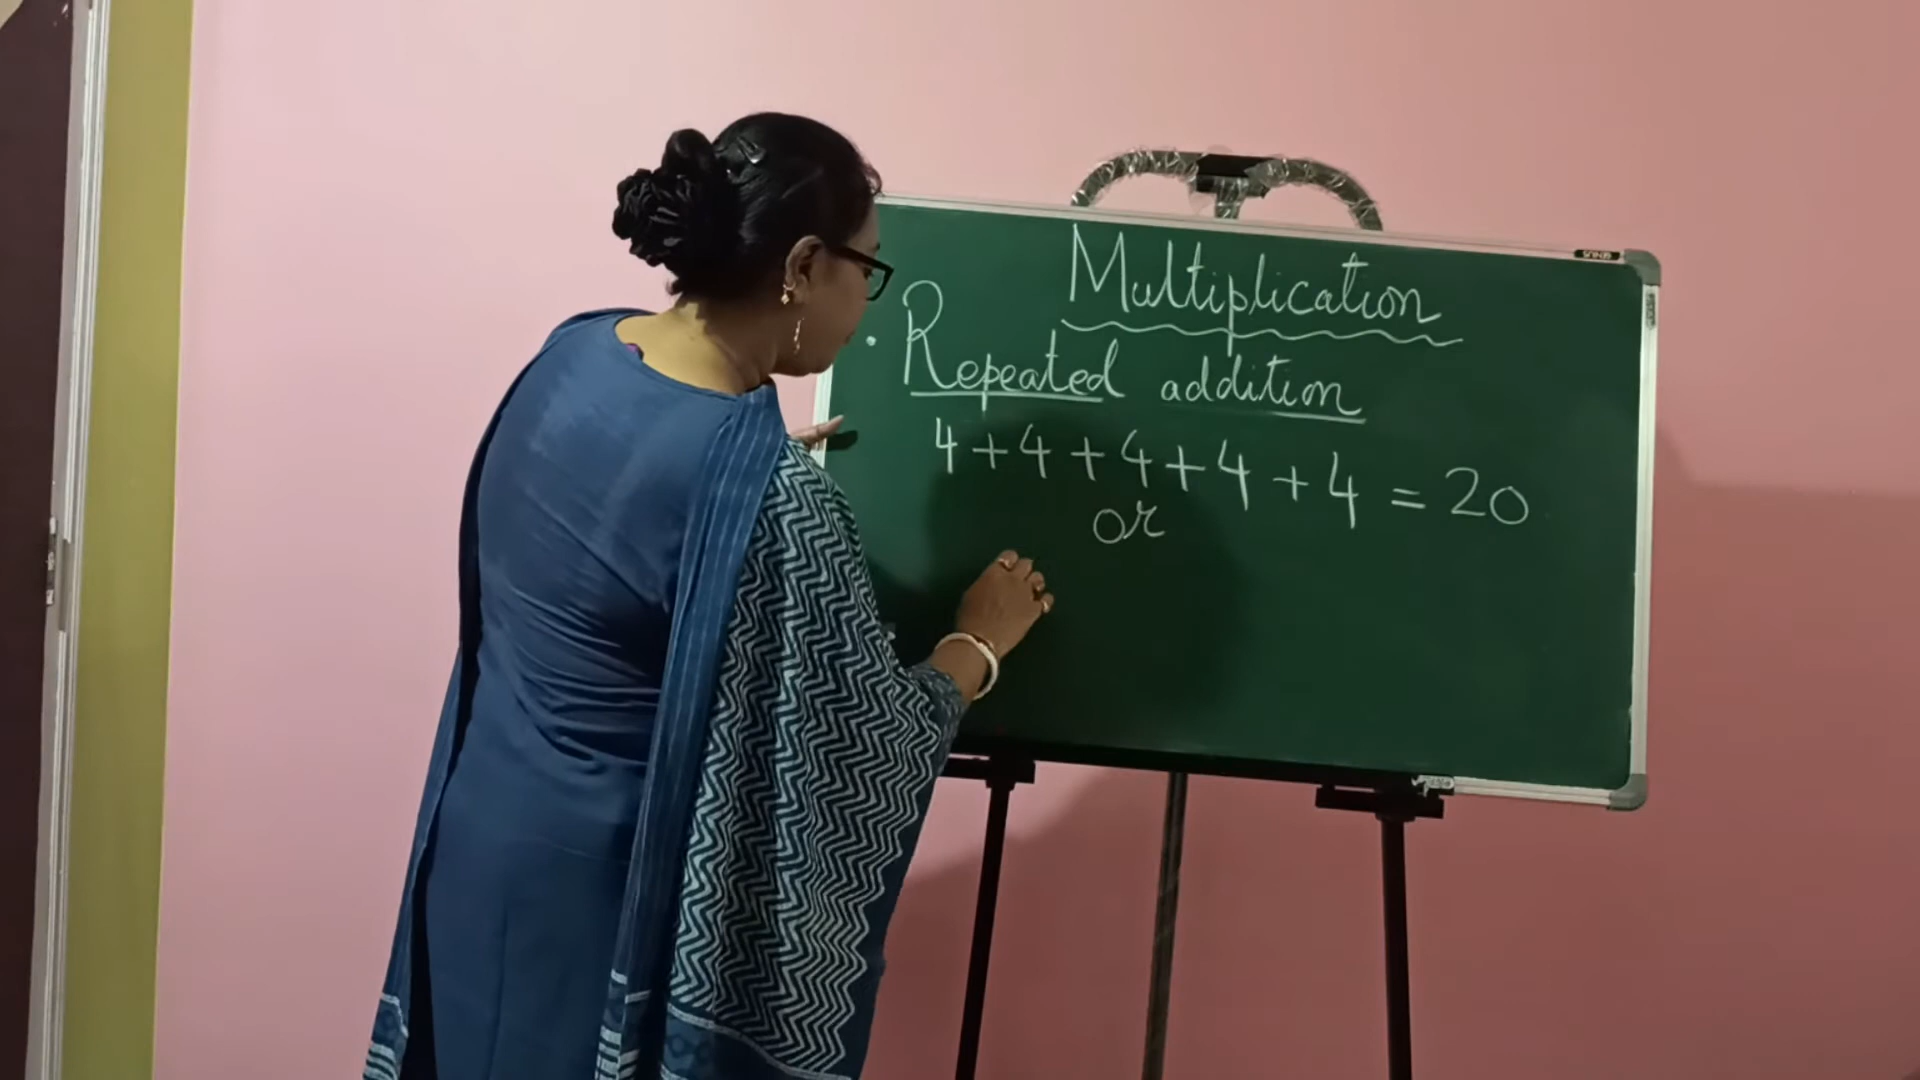 Multiplication
• Repeated addition
4 + 4 + 4 + 4 + 4 = 20
or